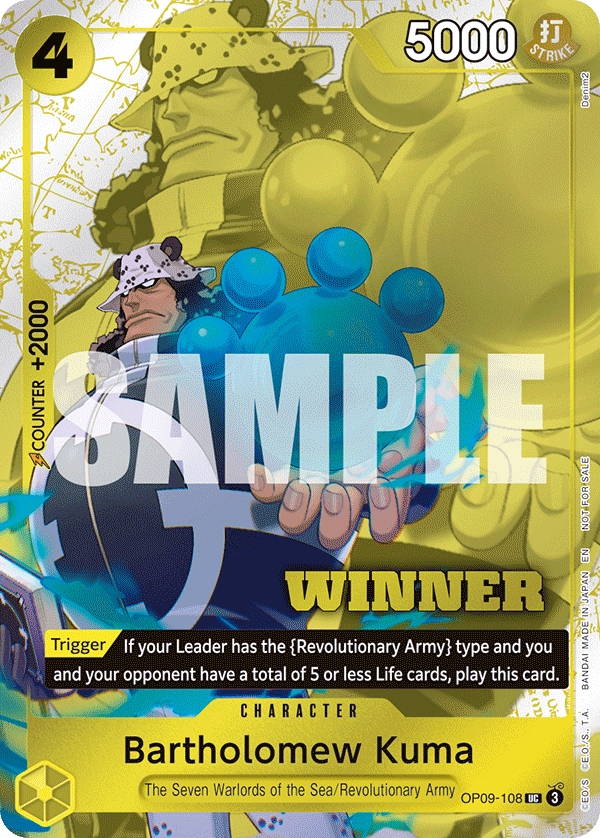 4
5000
打
STRIKE
Denim2
COUNTER +2000
SAMPLE
WINNER
Trigger If your Leader has the {Revolutionary Army} type and you
and your opponent have a total of 5 or less Life cards, play this card.
CHARACTER
Bartholomew Kuma
The Seven Warlords of the Sea/Revolutionary Army
OP09-108 UC 3
©E.O/S ©E.O./S., T.A. BANDAI MADE IN JAPAN EN NOT FOR SALE